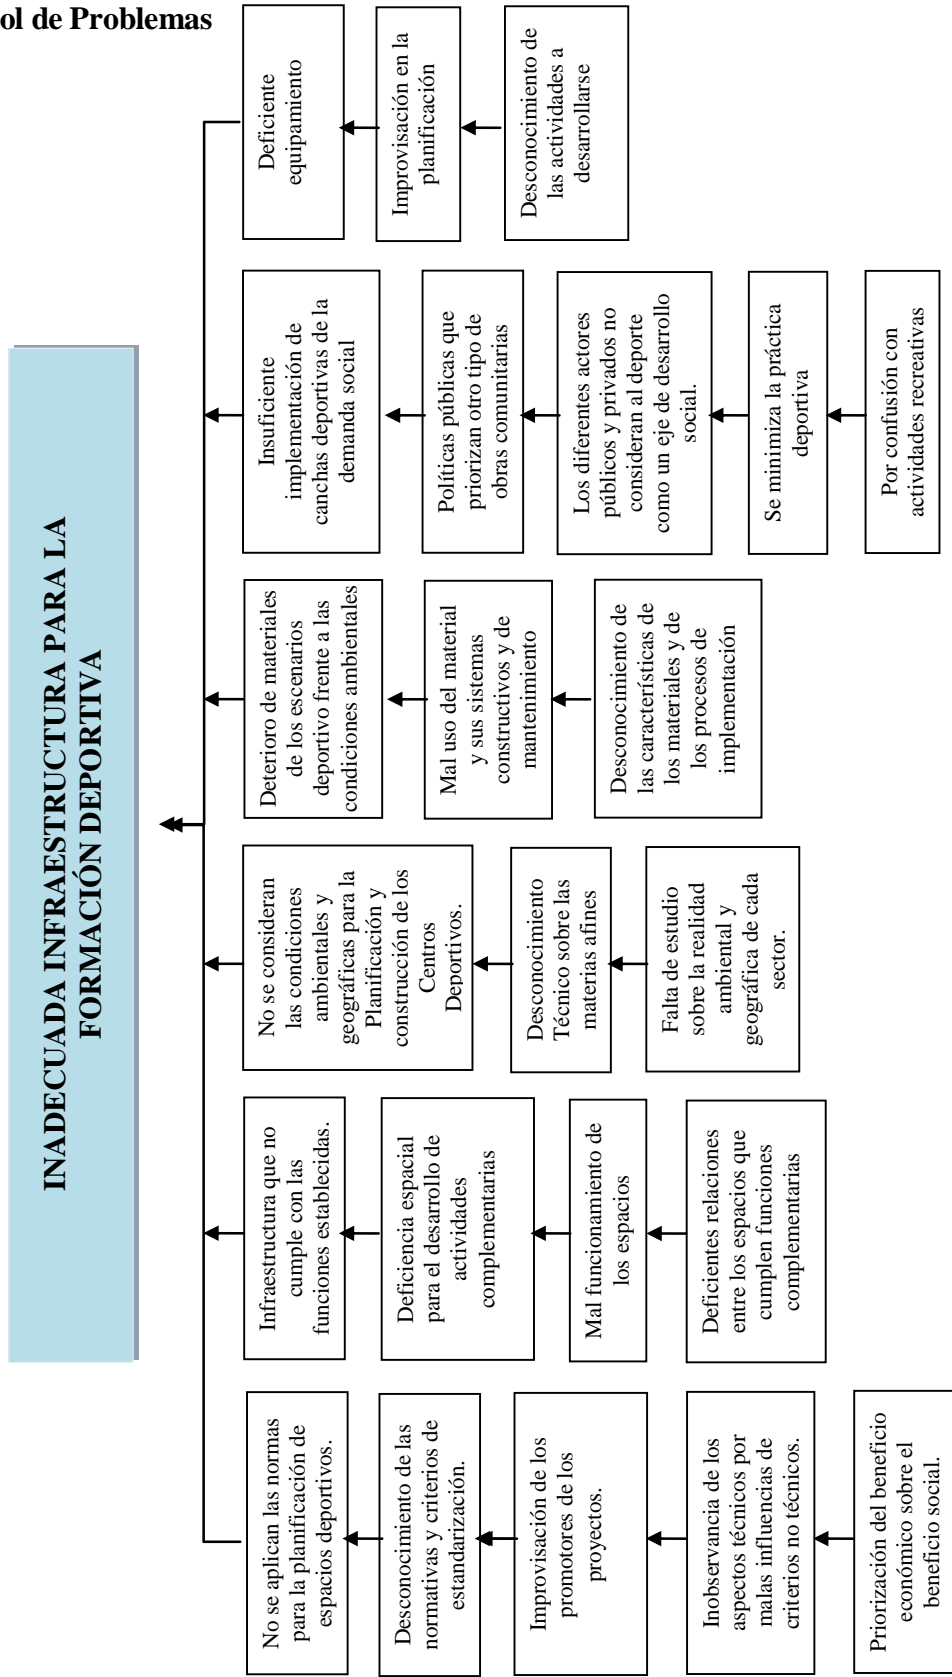 ol de Problemas
INADECUADA INFRAESTRUCTURA PARA LA
FORMACIÓN DEPORTIVA
No se aplican las normas
para la planificación de
espacios deportivos.
Desconocimiento de las
normativas y criterios de
estandarización.
Improvisación de los
promotores de los
proyectos.
Inobservancia de los
aspectos técnicos por
malas influencias de
criterios no técnicos.
Priorización del beneficio
económico sobre el
beneficio social.
Infraestructura que no
cumple con las
funciones establecidas.
Deficiencia espacial
para el desarrollo de
actividades
complementarias
Mal funcionamiento de
los espacios
Deficientes relaciones
entre los espacios que
cumplen funciones
complementarias
No se consideran
las condiciones
ambientales y
geográficas para la
Planificación y
construcción de los
Centros
Deportivos.
Desconocimiento
Técnico sobre las
materias afines
Falta de estudio
sobre la realidad
ambiental y
geográfica de cada
sector.
Deterioro de materiales
de los escenarios
deportivo frente a las
condiciones ambientales
Mal uso del material
y sus sistemas
constructivos y de
mantenimiento
Desconocimiento de
las características de
los materiales y de
los procesos de
implementación
Insuficiente
implementación de
canchas deportivas de la
demanda social
Políticas públicas que
priorizan otro tipo de
obras comunitarias
Los diferentes actores
públicos y privados no
consideran al deporte
como un eje de desarrollo
social.
Se minimiza la práctica
deportiva
Por confusión con
actividades recreativas
Deficiente
equipamiento
Improvisación en la
planificación
Desconocimiento de
las actividades a
desarrollarse